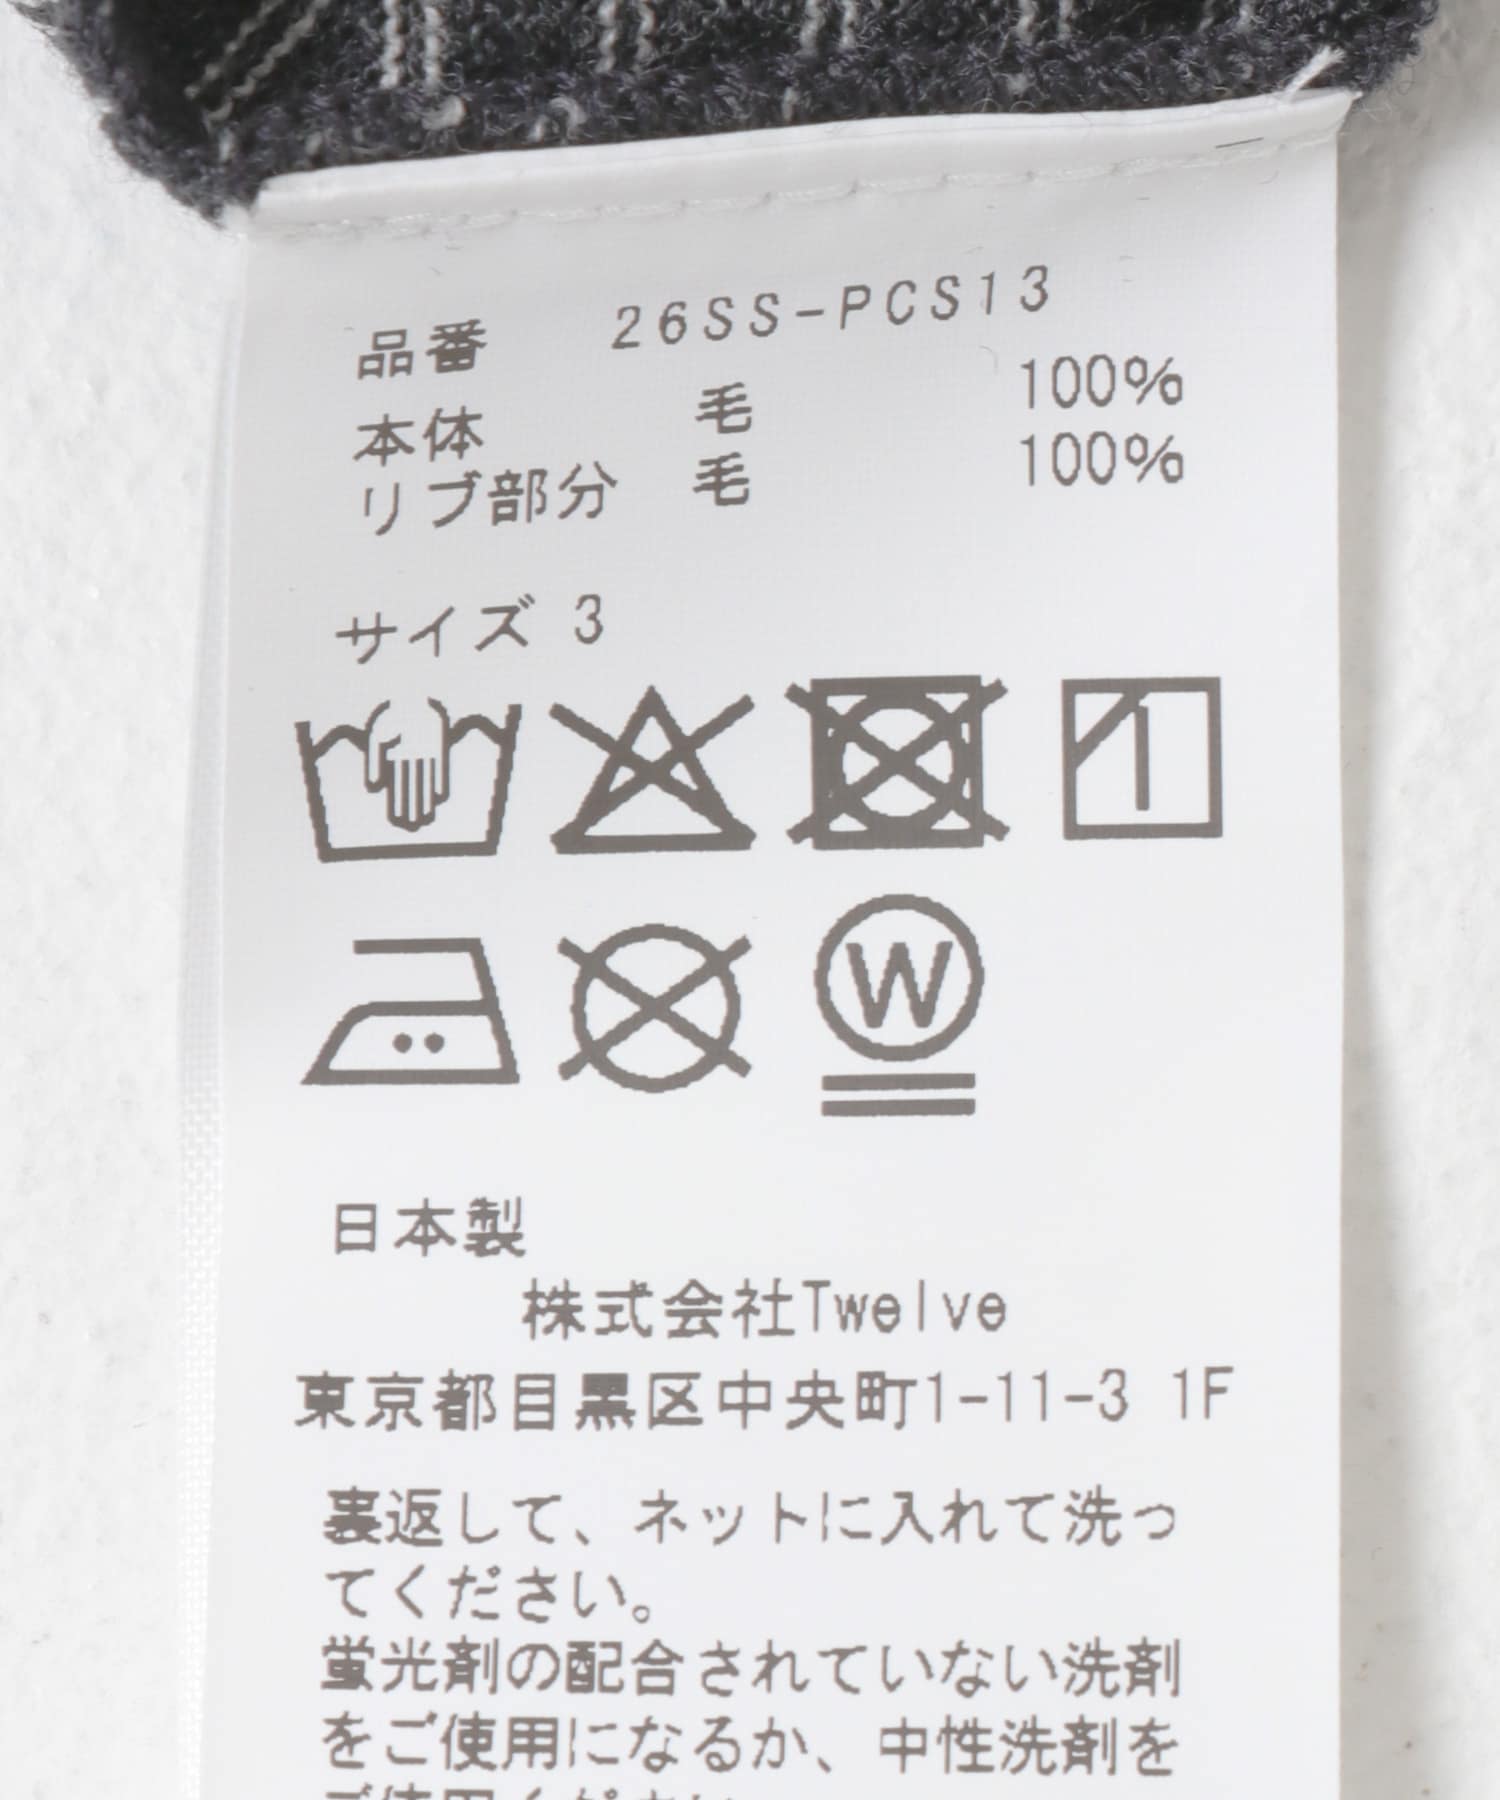 品番 26SS-PCS13
本体 毛 100%
リブ部分 毛 100%
サイズ 3
W
日本製
株式会社Twelve
東京都目黒区中央町1-11-3 1F
裏返して、ネットに入れて洗っ
てください。
蛍光剤の配合されていない洗剤
をご使用になるか、中性洗剤を